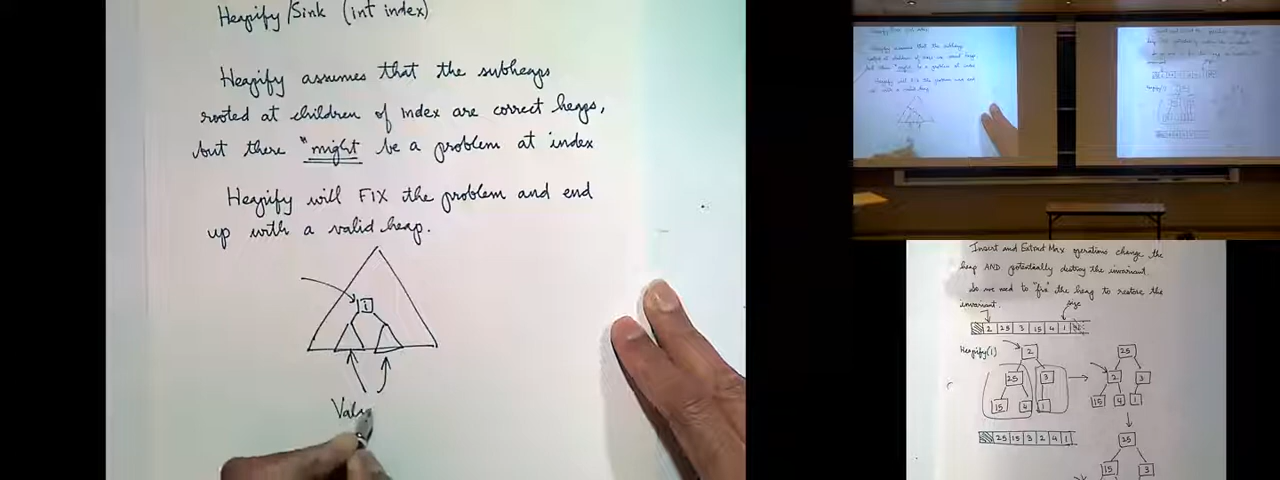 Heapify/Sink (int index)
Heapify assumes that the subheaps
rooted at children of index are correct heaps,
but there "might be a problem at index
Heapify will FIX the problem and end
up with a valid heap.
i
Val
Insert and Extract Max operations change the
heap AND potentially destroy the invariant.
So we need to "fix" the heap to restore the
invariant.
size
2 25 3 15 4 1
Heapify(1)
2
25 3
15 4 1
25
2 3
15 4 1
25 15 3 2 4 1
25
15 3